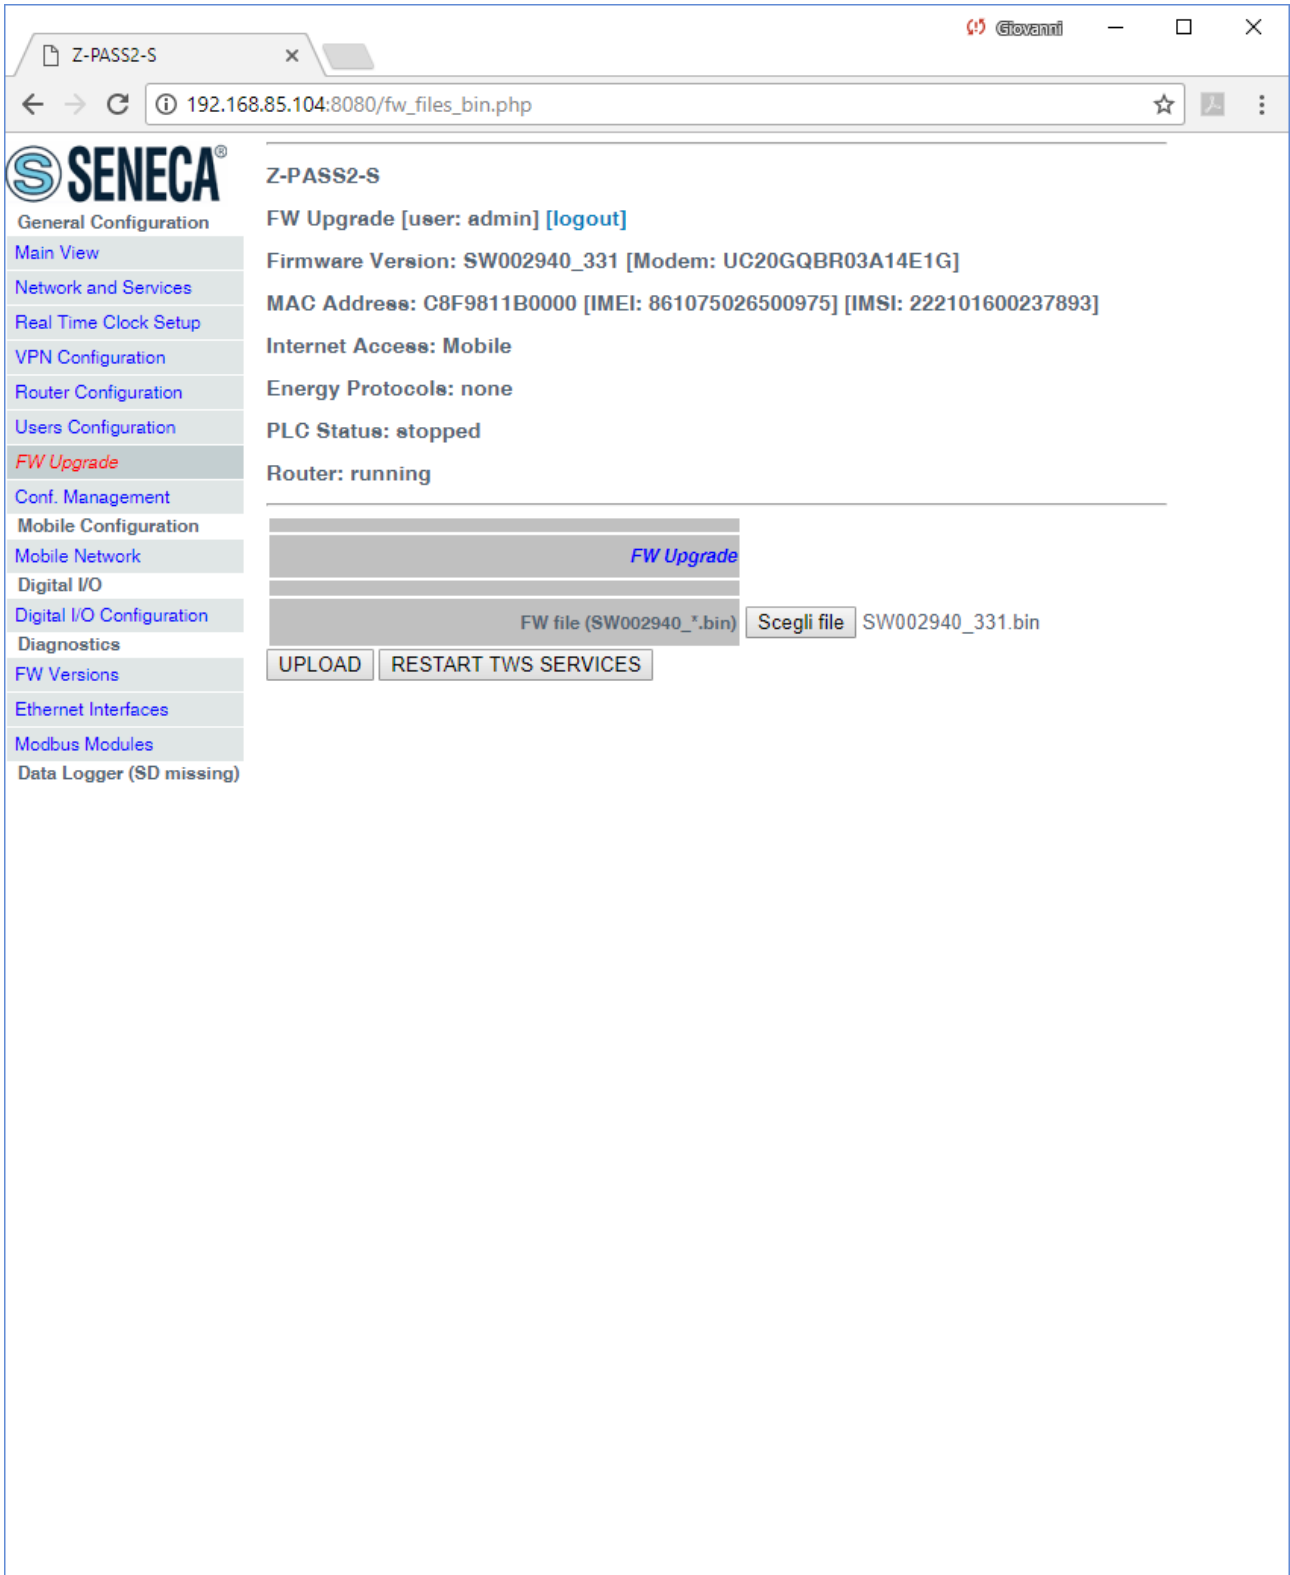 Giovanni
Z-PASS2-S
192.168.85.104:8080/fw_files_bin.php
SENECA®
General Configuration
Main View
Network and Services
Real Time Clock Setup
VPN Configuration
Router Configuration
Users Configuration
FW Upgrade
Conf. Management
Mobile Configuration
Mobile Network
Digital I/O
Digital I/O Configuration
Diagnostics
FW Versions
Ethernet Interfaces
Modbus Modules
Data Logger (SD missing)
Z-PASS2-S
FW Upgrade [user: admin] [logout]
Firmware Version: SW002940_331 [Modem: UC20GQBR03A14E1G]
MAC Address: C8F9811B0000 [IMEI: 861075026500975] [IMSI: 222101600237893]
Internet Access: Mobile
Energy Protocols: none
PLC Status: stopped
Router: running
FW Upgrade
FW file (SW002940_*.bin) Scegli file SW002940_331.bin
UPLOAD RESTART TWS SERVICES